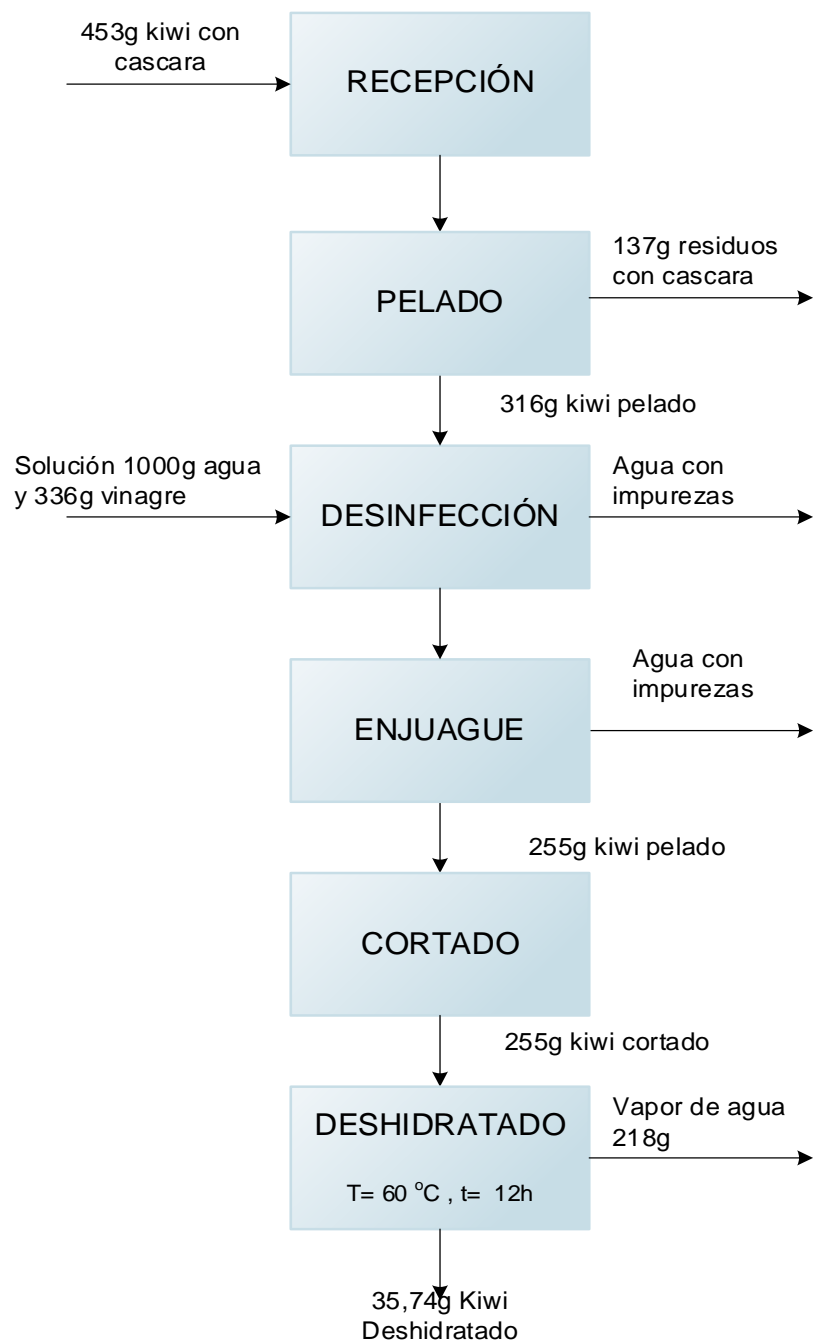 453g kiwi con
cascara
RECEPCIÓN
PELADO
137g residuos
con cascara
316g kiwi pelado
Solución 1000g agua
y 336g vinagre
DESINFECCIÓN
Agua con
impurezas
ENJUAGUE
Agua con
impurezas
255g kiwi pelado
CORTADO
255g kiwi cortado
DESHIDRATADO
T= 60 °C , t= 12h
Vapor de agua
218g
35,74g Kiwi
Deshidratado